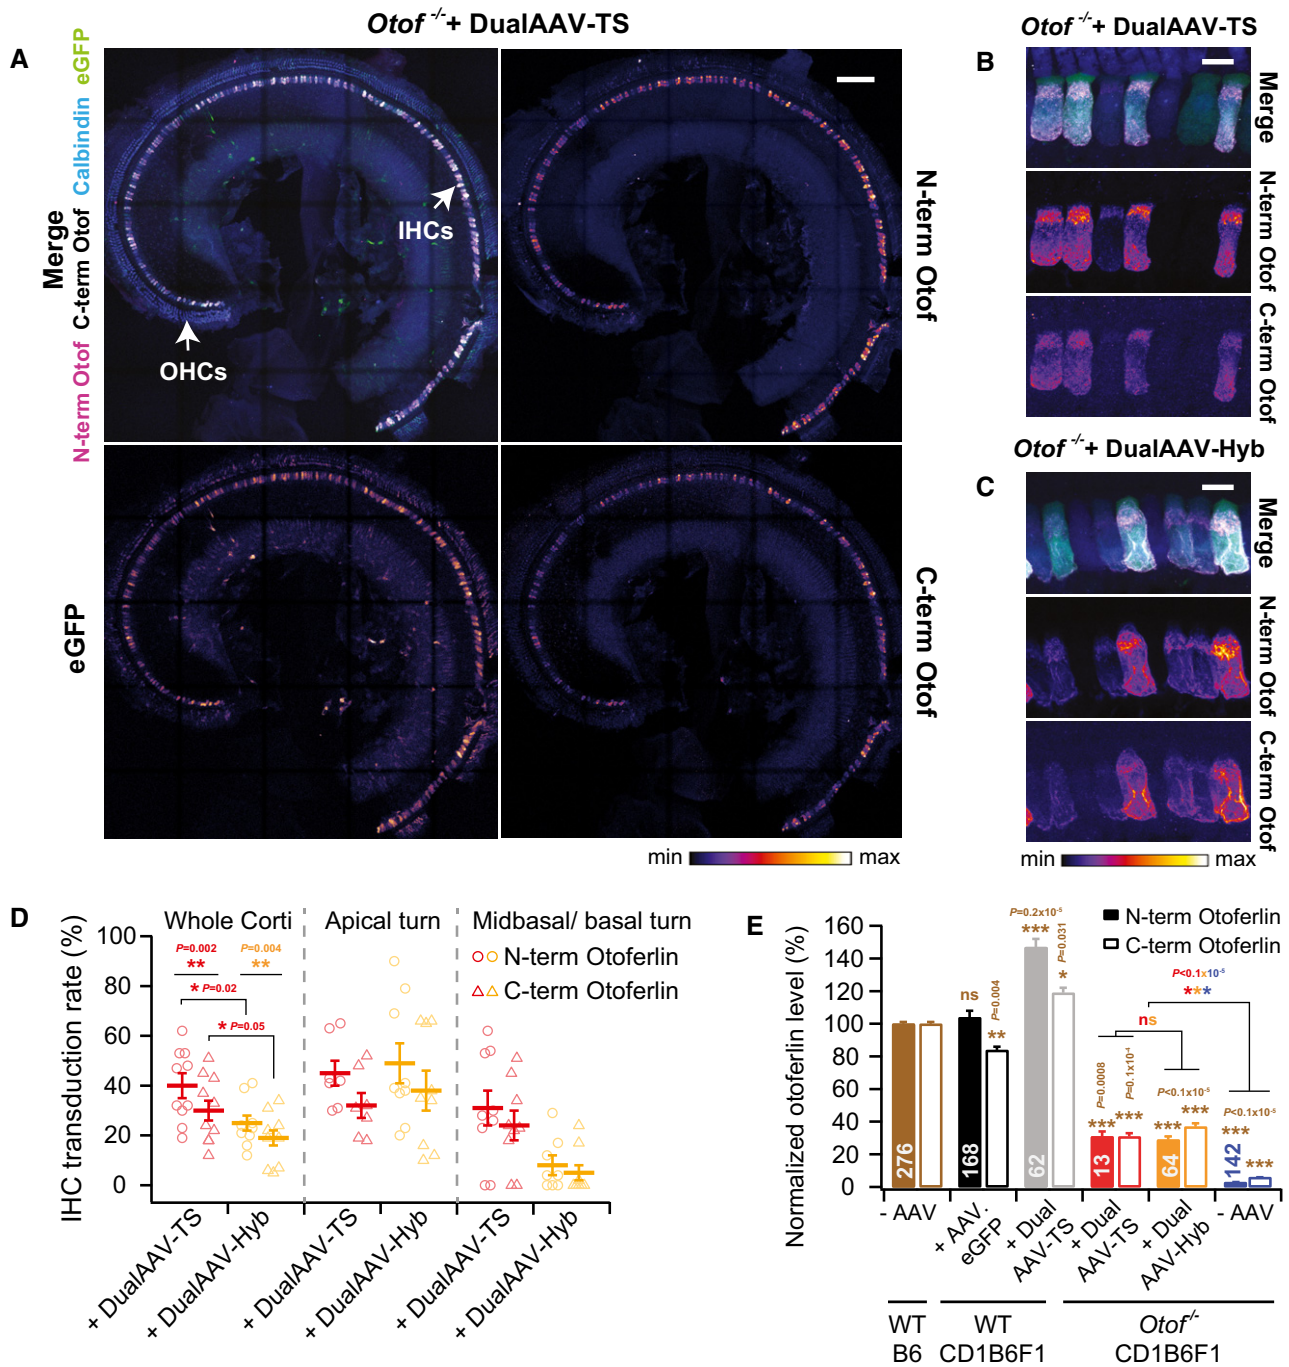 Otof -/- + DualAAV-TS
A
Merge
N-term Otof C-term Otof Calbindin eGFP
IHCs
OHCs
N-term Otof
eGFP
C-term Otof
min max
Otof -/- + DualAAV-TS
B
Merge
N-term Otof
C-term Otof
Otof -/- + DualAAV-Hyb
C
Merge
N-term Otof
C-term Otof
min max
D
Whole Corti Apical turn Midbasal/ basal turn
IHC transduction rate (%)
100
80
60
40
20
0
P=0.002 P=0.004
** **
* P=0.02
* P=0.05
N-term Otoferlin
C-term Otoferlin
+ DualAAV-TS
+ DualAAV-Hyb
+ DualAAV-TS
+ DualAAV-Hyb
+ DualAAV-TS
+ DualAAV-Hyb
E
Normalized otoferlin level (%)
160
140
120
100
80
60
40
20
0
N-term Otoferlin
C-term Otoferlin
P=0.2x10-5
***
P=0.031
*
ns
P=0.004
**
P<0.1x10-5
***
ns
P=0.0008
***
P=0.1x10-4
***
P<0.1x10-5
*** ***
P<0.1x10-5
*** ***
276
168
62
13
64
142
- AAV
+ AAV.
eGFP
+ Dual
AAV-TS
+ Dual
AAV-TS
+ Dual
AAV-Hyb
- AAV
WT
B6
WT
CD1B6F1
Otof-/-
CD1B6F1